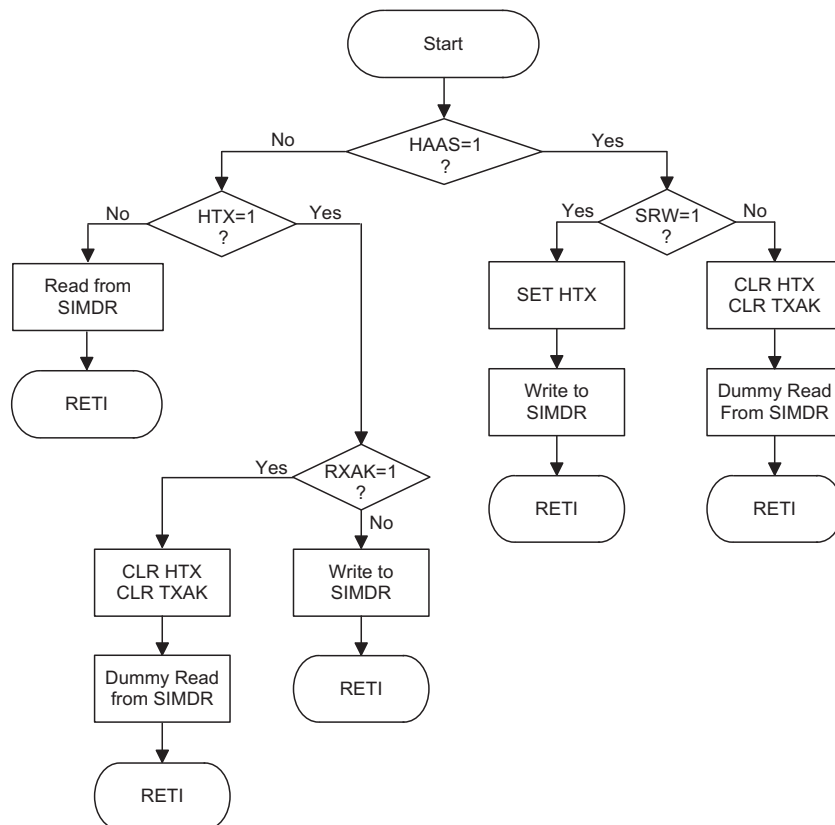 Start
No
HAAS=1
?
Yes
No
HTX=1
?
Yes
Yes
SRW=1
?
No
Read from
SIMDR
SET HTX
CLR HTX
CLR TXAK
RETI
Write to
SIMDR
Dummy Read
From SIMDR
Yes
RXAK=1
?
No
RETI
RETI
CLR HTX
CLR TXAK
Write to
SIMDR
Dummy Read
from SIMDR
RETI
RETI